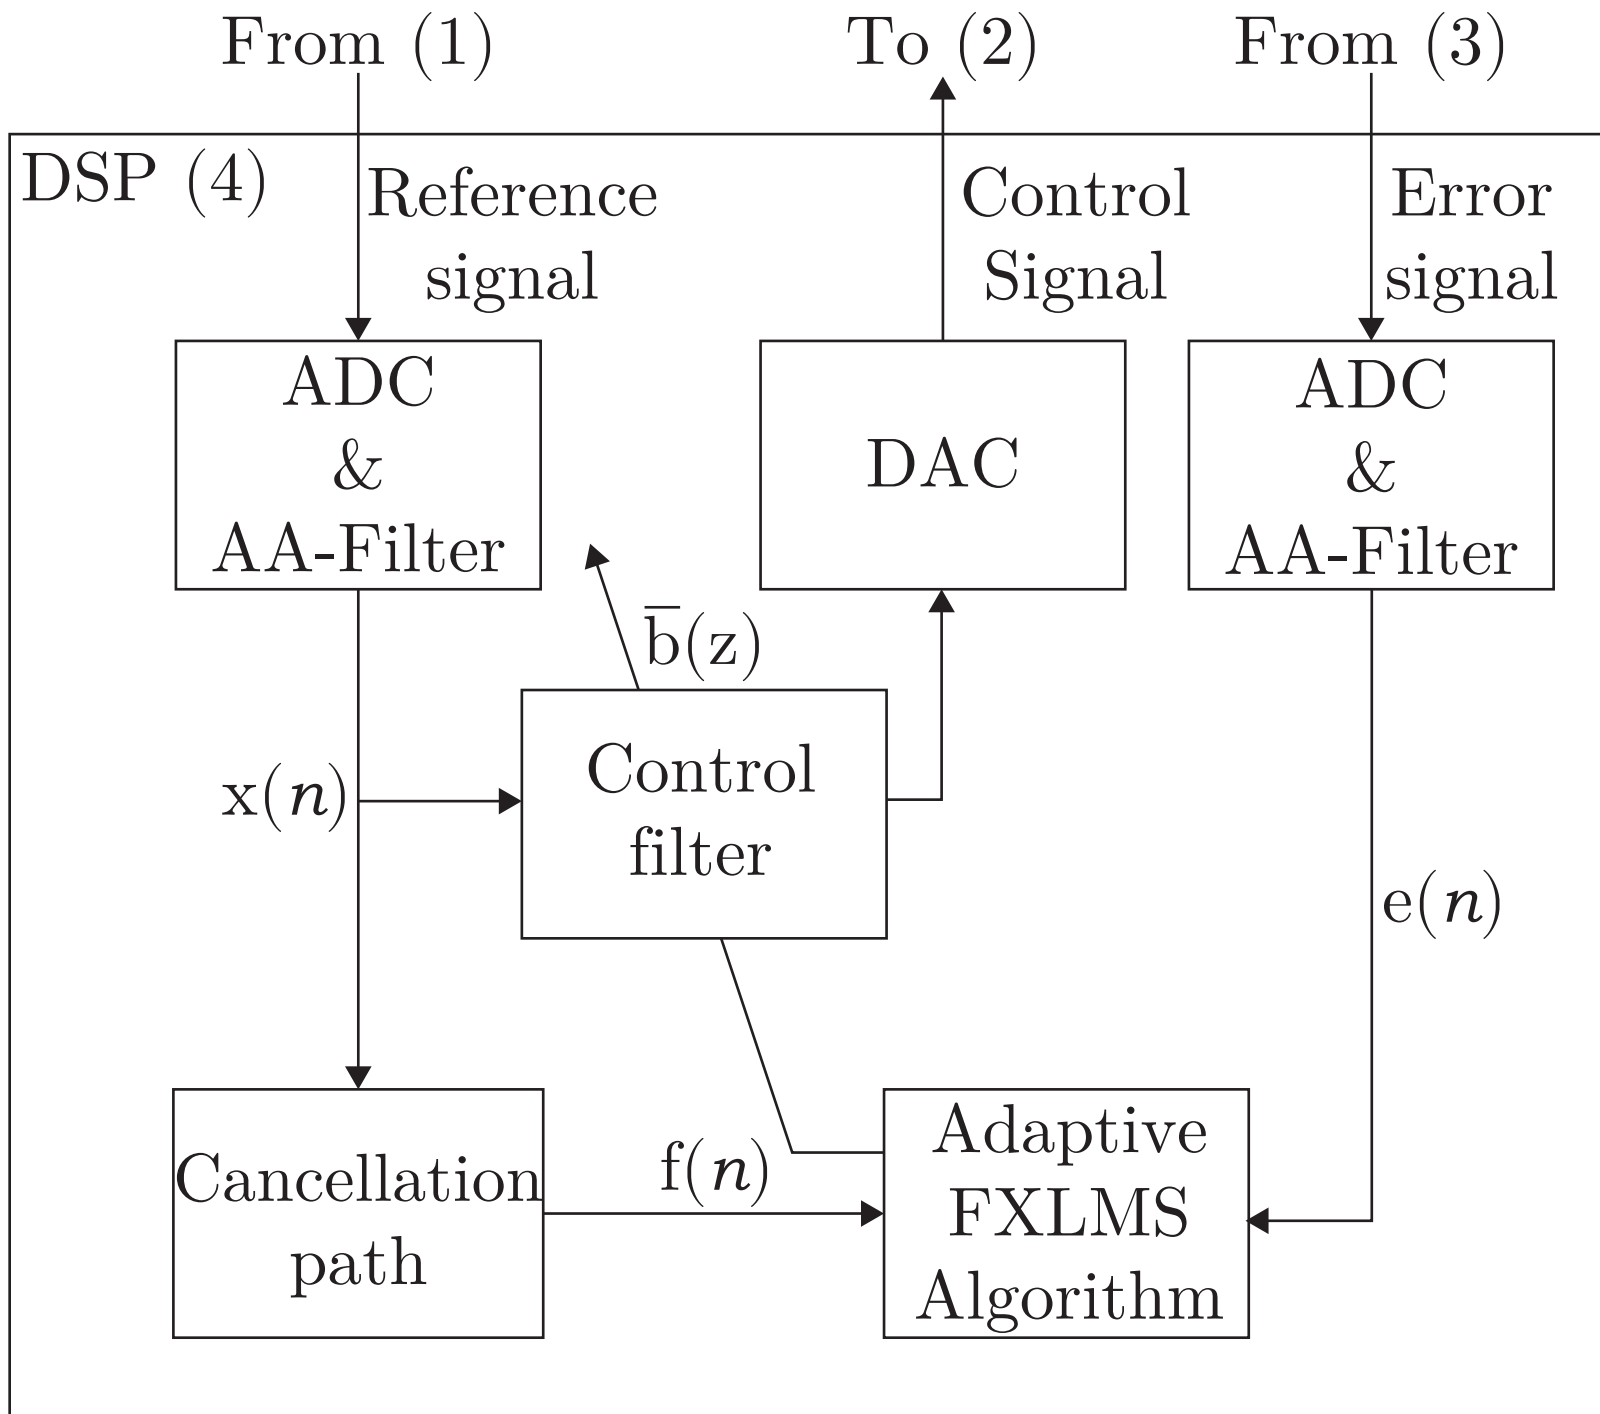 From (1)
To (2)
From (3)
DSP (4)
Reference
signal
Control
Signal
Error
signal
ADC
&
AA-Filter
DAC
ADC
&
AA-Filter
b̅(z)
x(n)
Control
filter
e(n)
Cancellation
path
f(n)
Adaptive
FXLMS
Algorithm